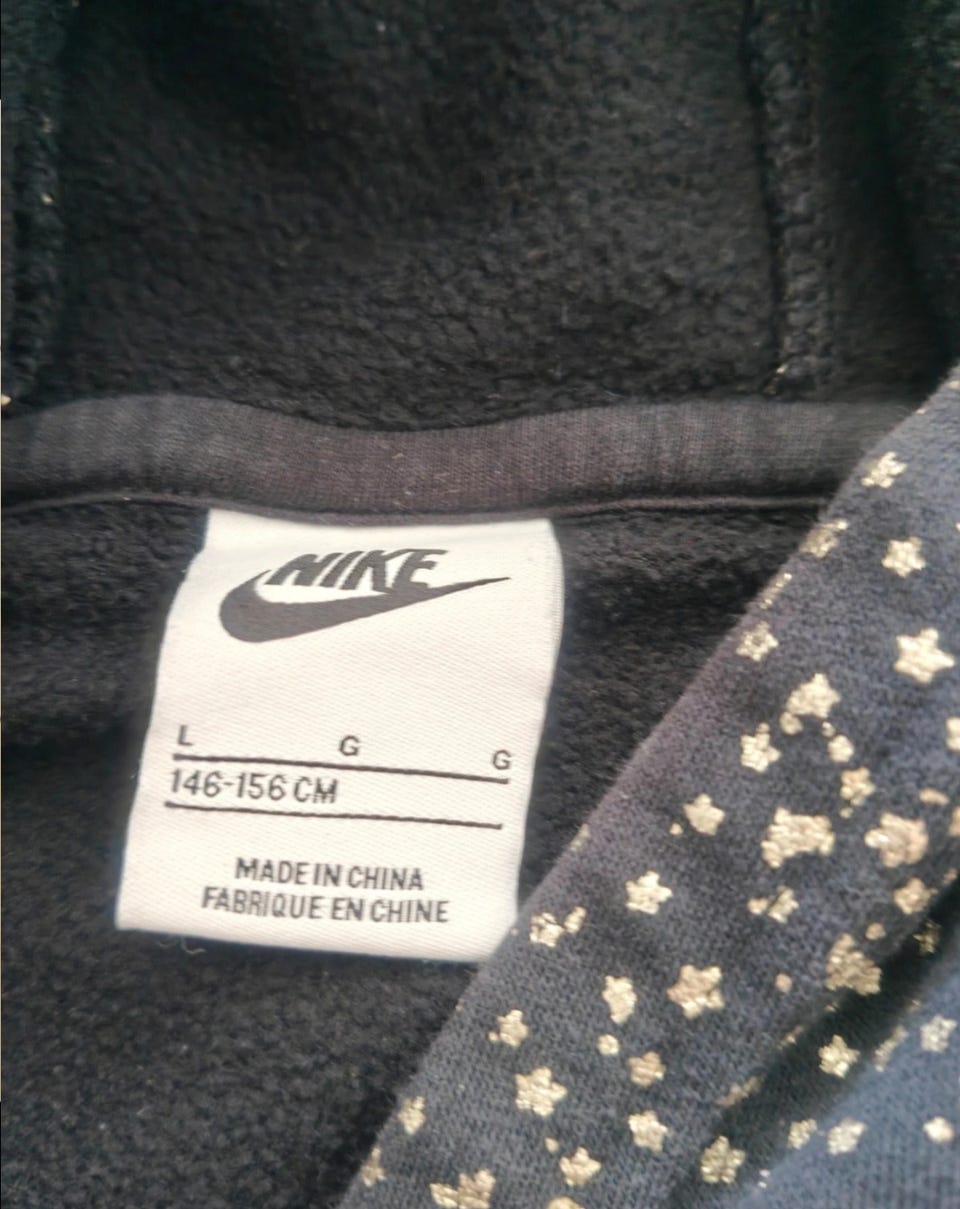 NIKE
L G G
146-156 CM
MADE IN CHINA
FABRIQUE EN CHINE